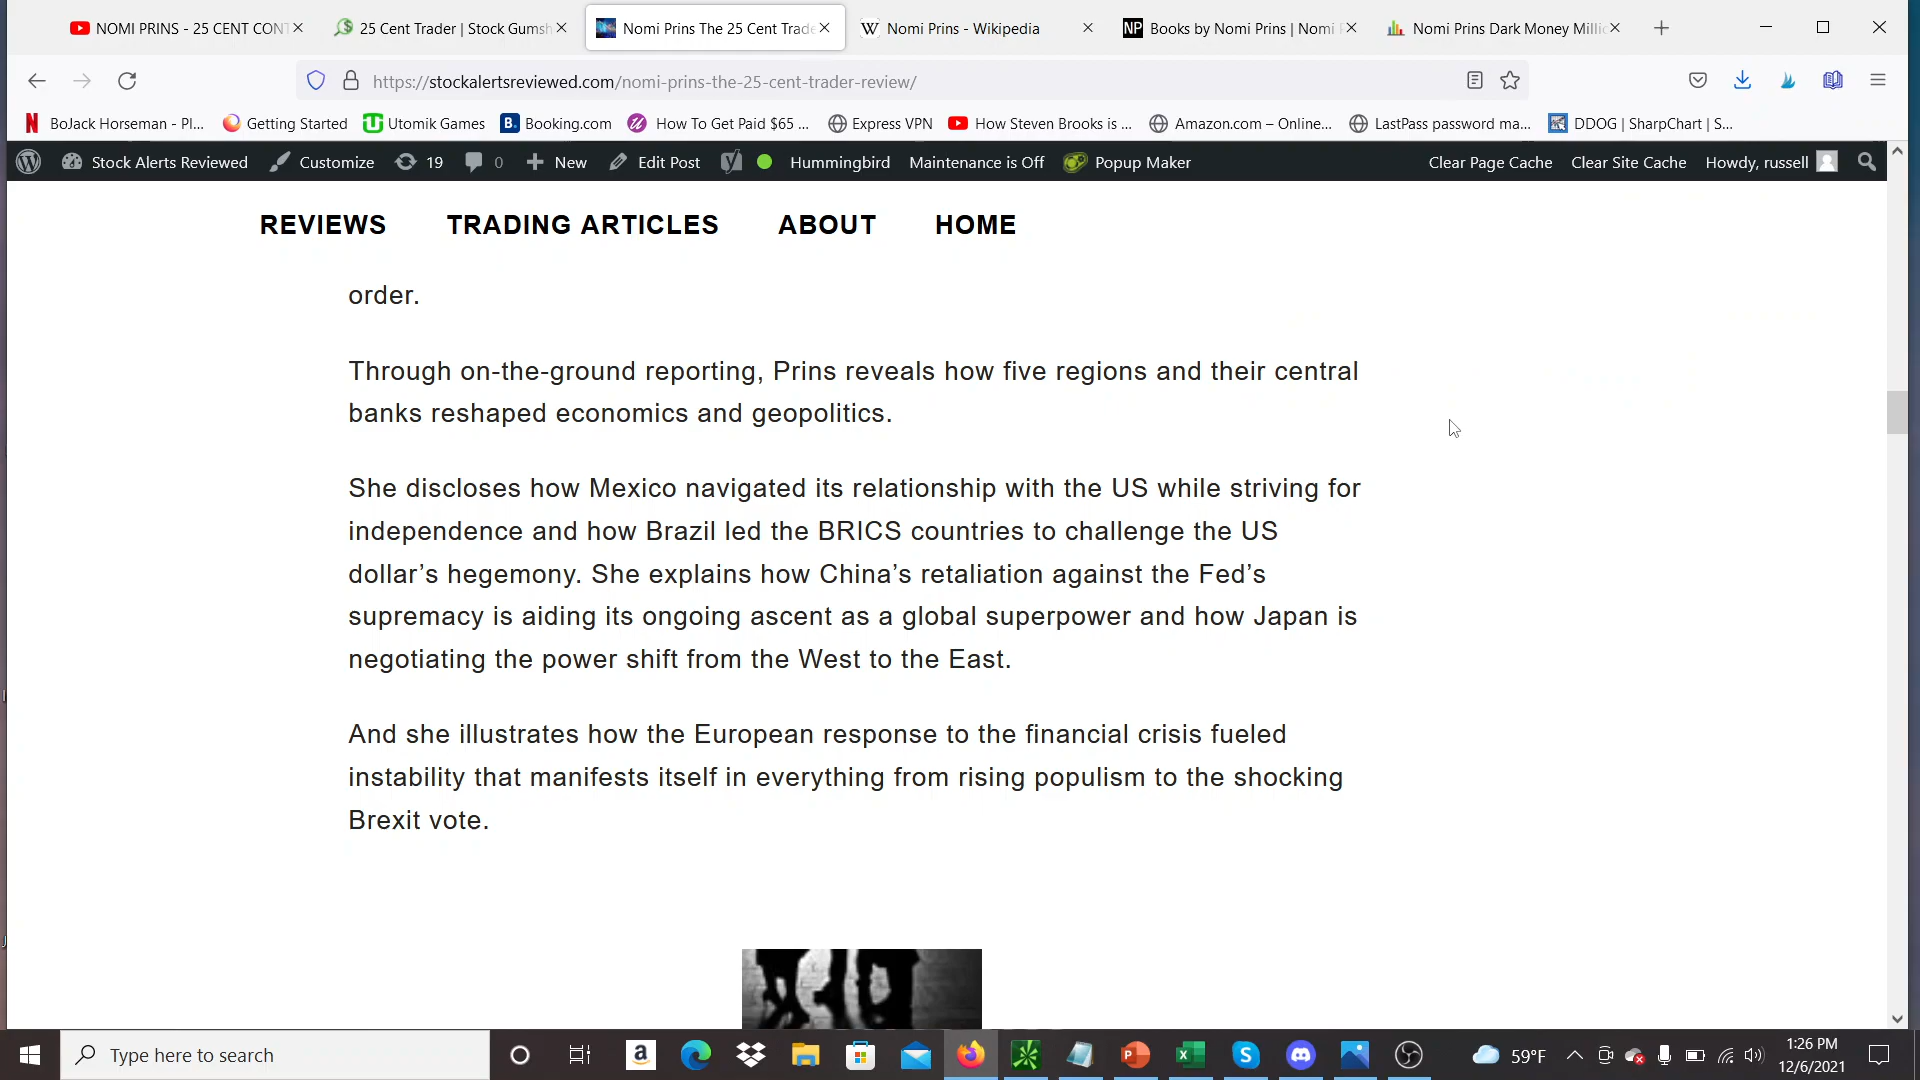 NOMI PRINS - 25 CENT CONT
25 Cent Trader | Stock Gumsh
Nomi Prins The 25 Cent Trade
Nomi Prins - Wikipedia
Books by Nomi Prins | Nomi P
Nomi Prins Dark Money Millic
https://stockalertsreviewed.com/nomi-prins-the-25-cent-trader-review/
BoJack Horseman - Pl...
Getting Started
Utomik Games
Booking.com
How To Get Paid $65 ...
Express VPN
How Steven Brooks is ...
Amazon.com – Online...
LastPass password ma...
DDOG | SharpChart | S...
Stock Alerts Reviewed
Customize
19
0
New
Edit Post
Hummingbird
Maintenance is Off
Popup Maker
Clear Page Cache
Clear Site Cache
Howdy, russell
REVIEWS
TRADING ARTICLES
ABOUT
HOME
order.
Through on-the-ground reporting, Prins reveals how five regions and their central
banks reshaped economics and geopolitics.
She discloses how Mexico navigated its relationship with the US while striving for
independence and how Brazil led the BRICS countries to challenge the US
dollar’s hegemony. She explains how China’s retaliation against the Fed’s
supremacy is aiding its ongoing ascent as a global superpower and how Japan is
negotiating the power shift from the West to the East.
And she illustrates how the European response to the financial crisis fueled
instability that manifests itself in everything from rising populism to the shocking
Brexit vote.
Type here to search
59°F
1:26 PM
12/6/2021